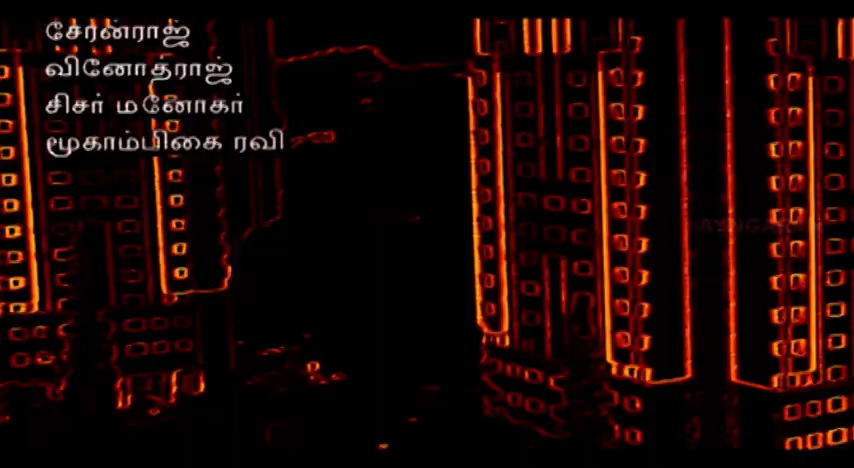 சேரன்ராஜ்
வினோத்ராஜ்
சிசர் மனோகர்
மூகாம்பிகை ரவி